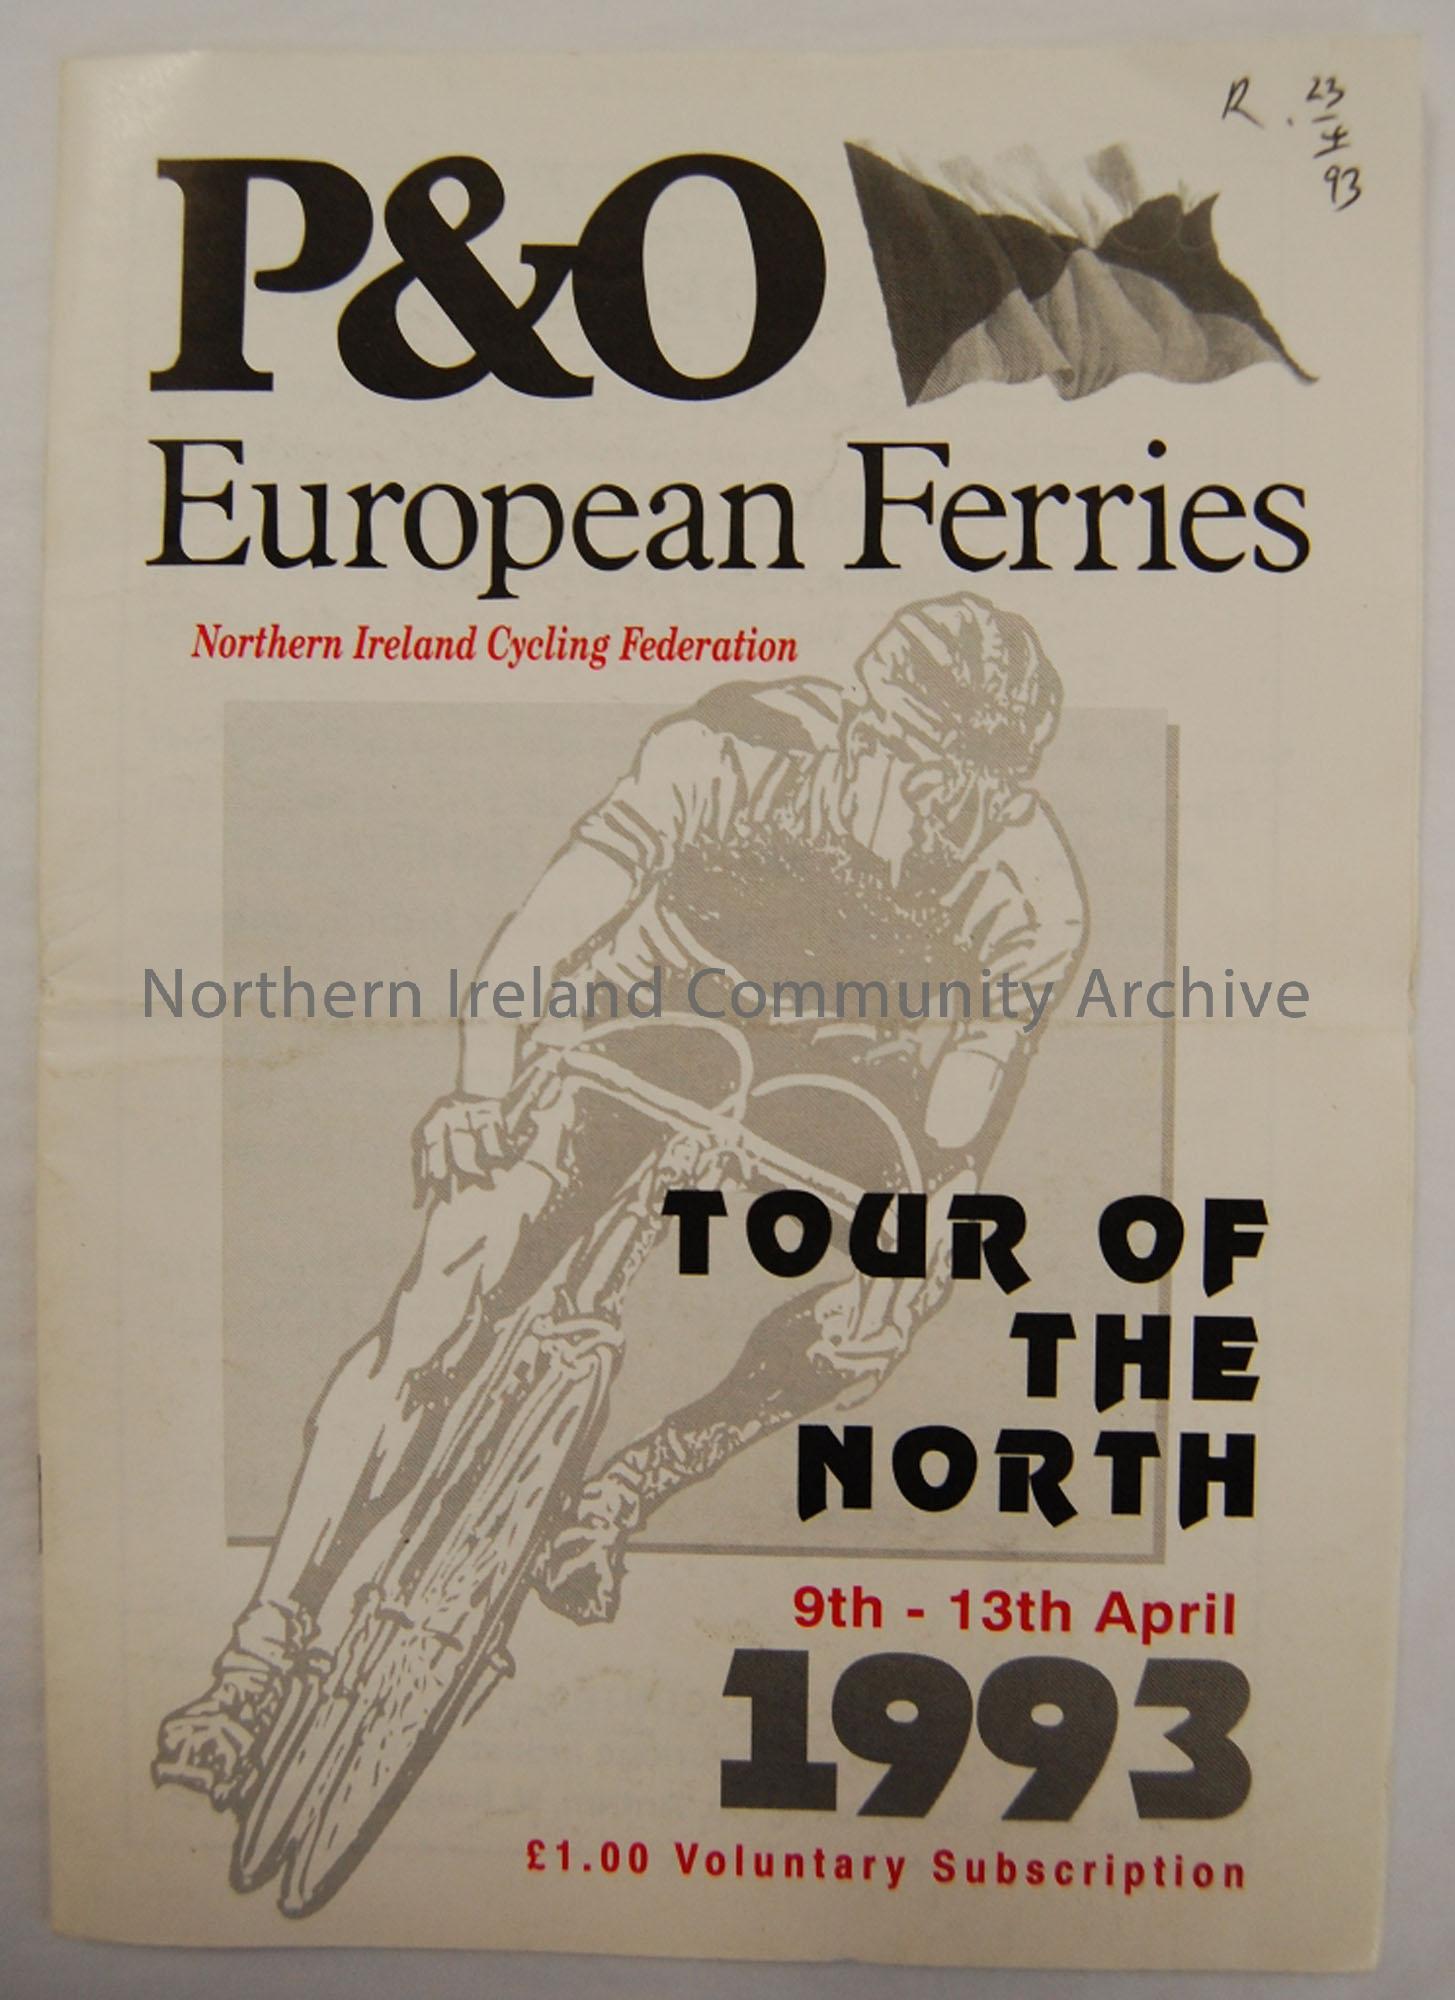 R. 23
4
93
P&O
European Ferries
Northern Ireland Cycling Federation
Northern Ireland Community Archive
TOUR OF
THE
NORTH
9th - 13th April
1993
£1.00 Voluntary Subscription